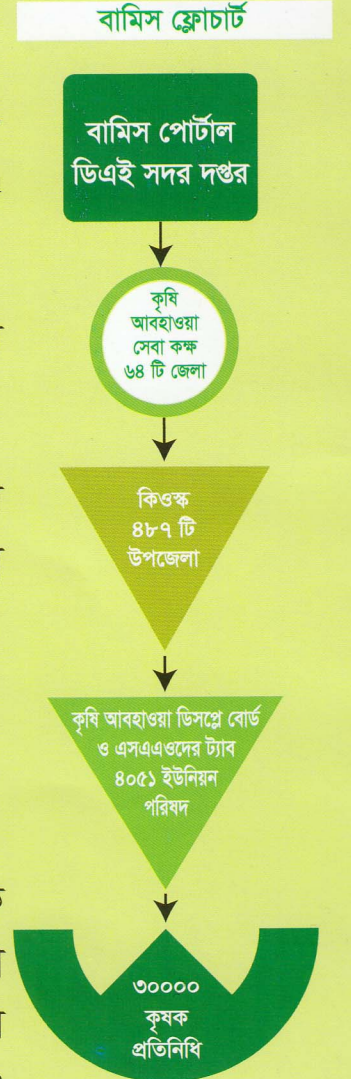 বামিস ফ্লোচার্ট
বামিস পোর্টাল
ডিএই সদর দপ্তর
কৃষি
আবহাওয়া
সেবা কক্ষ
৬৪ টি জেলা
কিওস্ক
৪৮৭ টি
উপজেলা
কৃষি আবহাওয়া ডিসপ্লে বোর্ড
ও এসএএওদের ট্যাব
৪০৫১ ইউনিয়ন
পরিষদ
৩০০০০
কৃষক
প্রতিনিধি